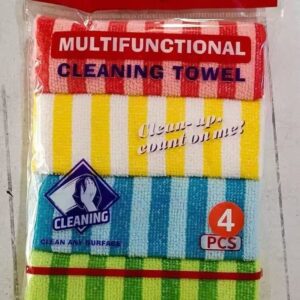 MULTIFUNCTIONAL
CLEANING TOWEL
Clean-up,
count on me?
CLEANING
CLEAN ANY SURFACE
4
PCS